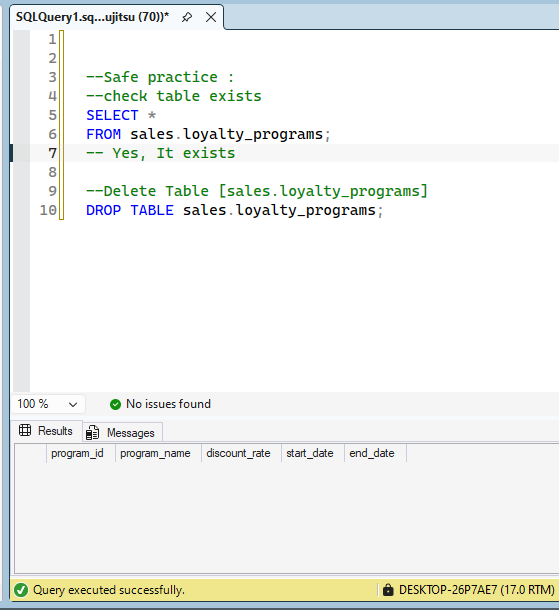 SQLQuery1.sq...ujitsu (70))*
1
2
3 --Safe practice :
4 --check table exists
5 SELECT *
6 FROM sales.loyalty_programs;
7 -- Yes, It exists
8
9 --Delete Table [sales.loyalty_programs]
10 DROP TABLE sales.loyalty_programs;
100 % No issues found
Results Messages
program_id program_name discount_rate start_date end_date
Query executed successfully. DESKTOP-26P7AE7 (17.0 RTM)